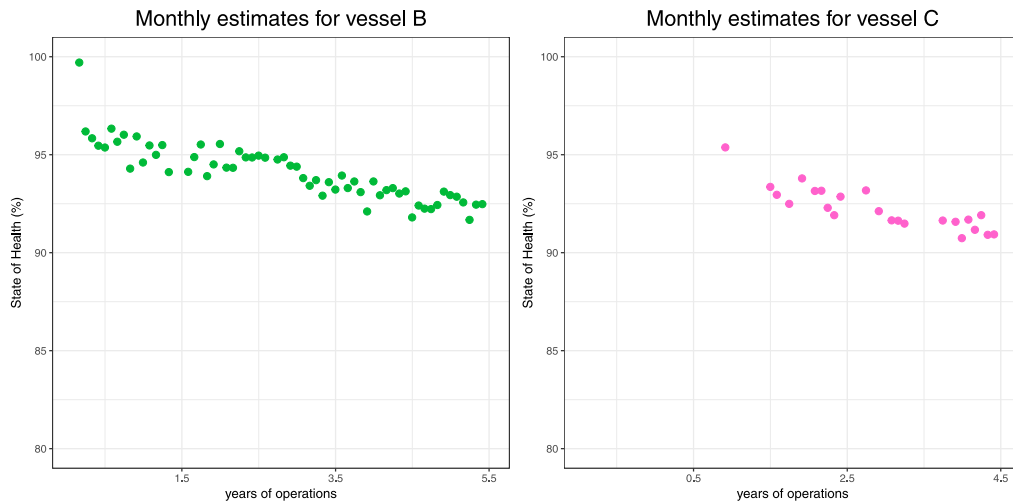 Monthly estimates for vessel B
100
95
90
85
80
State of Health (%)
1.5
3.5
5.5
years of operations
Monthly estimates for vessel C
100
95
90
85
80
State of Health (%)
0.5
2.5
4.5
years of operations